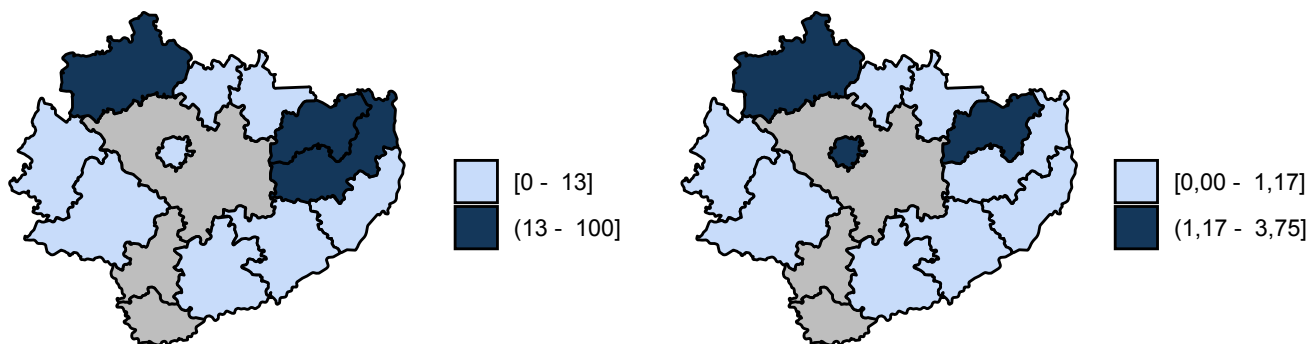 [0 -  13]
(13 -  100]
[0,00 -  1,17]
(1,17 -  3,75]